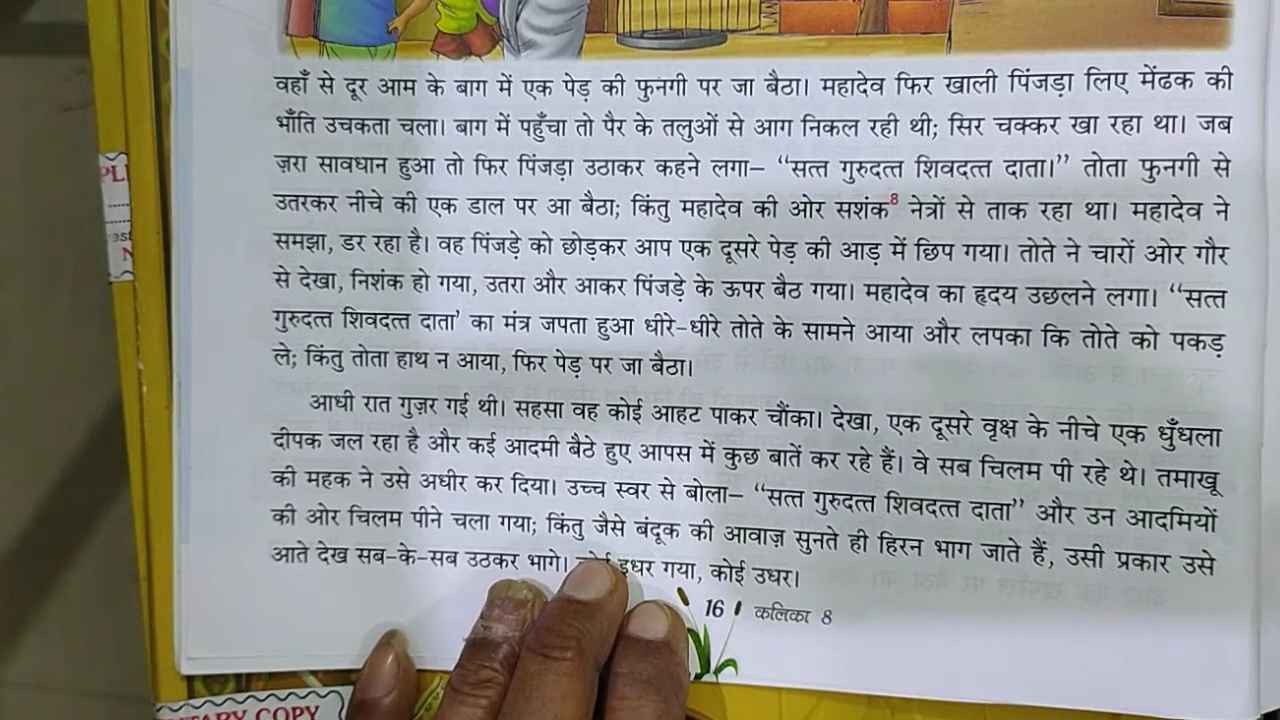 वहाँ से दूर आम के बाग में एक पेड़ की फुनगी पर जा बैठा। महादेव फिर खाली पिंजड़ा लिए मेंढक की
भाँति उचकता चला। बाग में पहुँचा तो पैर के तलुओं से आग निकल रही थी; सिर चक्कर खा रहा था। जब
ज़रा सावधान हुआ तो फिर पिंजड़ा उठाकर कहने लगा– “सत्त गुरुदत्त शिवदत्त दाता।” तोता फुनगी से
उतरकर नीचे की एक डाल पर आ बैठा; किंतु महादेव की ओर सशंक8 नेत्रों से ताक रहा था। महादेव ने
समझा, डर रहा है। वह पिंजड़े को छोड़कर आप एक दूसरे पेड़ की आड़ में छिप गया। तोते ने चारों ओर गौर
से देखा, निशंक हो गया, उतरा और आकर पिंजड़े के ऊपर बैठ गया। महादेव का हृदय उछलने लगा। “सत्त
गुरुदत्त शिवदत्त दाता’ का मंत्र जपता हुआ धीरे-धीरे तोते के सामने आया और लपका कि तोते को पकड़
ले; किंतु तोता हाथ न आया, फिर पेड़ पर जा बैठा।
आधी रात गुज़र गई थी। सहसा वह कोई आहट पाकर चौंका। देखा, एक दूसरे वृक्ष के नीचे एक धुँधला
दीपक जल रहा है और कई आदमी बैठे हुए आपस में कुछ बातें कर रहे हैं। वे सब चिलम पी रहे थे। तमाखू
की महक ने उसे अधीर कर दिया। उच्च स्वर से बोला– “सत्त गुरुदत्त शिवदत्त दाता” और उन आदमियों
की ओर चिलम पीने चला गया; किंतु जैसे बंदूक की आवाज़ सुनते ही हिरन भाग जाते हैं, उसी प्रकार उसे
आते देख सब-के-सब उठकर भागे। कोई इधर गया, कोई उधर।
16 कलिका 8
COPY